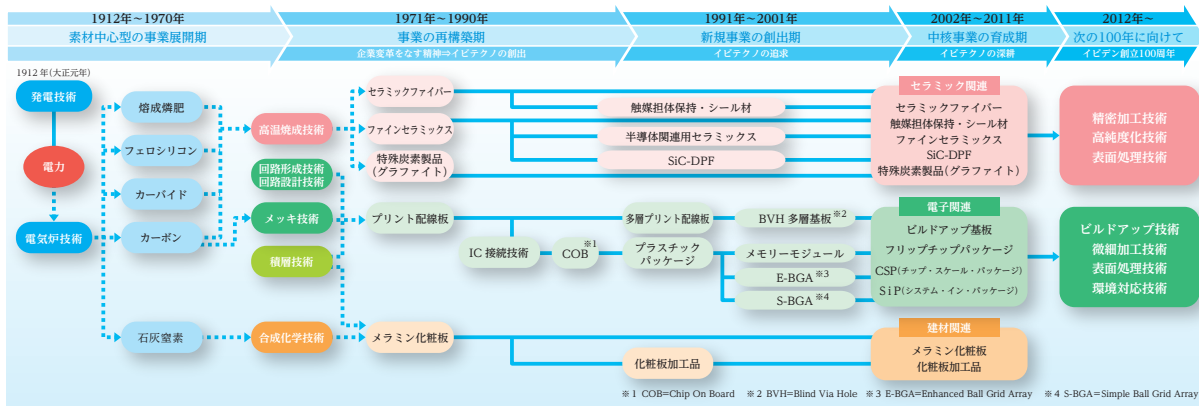 1912年～1970年
素材中心型の事業展開期
1971年～1990年
事業の再構築期
企業変革をなす精神⇒イビテクノの創出
1991年～2001年
新規事業の創出期
イビテクノの追求
2002年～2011年
中核事業の育成期
イビテクノの深耕
2012年～
次の100年に向けて
イビデン創立100周年
1912年(大正元年)
発電技術
電力
電気炉技術
熔成燐肥
フェロシリコン
カーバイド
カーボン
石灰窒素
高温焼成技術
回路形成技術
回路設計技術
メッキ技術
積層技術
合成化学技術
セラミックファイバー
ファインセラミックス
特殊炭素製品
(グラファイト)
プリント配線板
IC 接続技術
COB※1
メラミン化粧板
触媒担体保持・シール材
半導体関連用セラミックス
SiC-DPF
多層プリント配線板
プラスチック
パッケージ
BVH 多層基板※2
メモリーモジュール
E-BGA※3
S-BGA※4
化粧板加工品
セラミック関連
セラミックファイバー
触媒担体保持・シール材
ファインセラミックス
SiC-DPF
特殊炭素製品(グラファイト)
電子関連
ビルドアップ基板
フリップチップパッケージ
CSP(チップ・スケール・パッケージ)
SiP(システム・イン・パッケージ)
建材関連
メラミン化粧板
化粧板加工品
精密加工技術
高純度化技術
表面処理技術
ビルドアップ技術
微細加工技術
表面処理技術
環境対応技術
※1 COB=Chip On Board ※2 BVH=Blind Via Hole ※3 E-BGA=Enhanced Ball Grid Array ※4 S-BGA=Simple Ball Grid Array